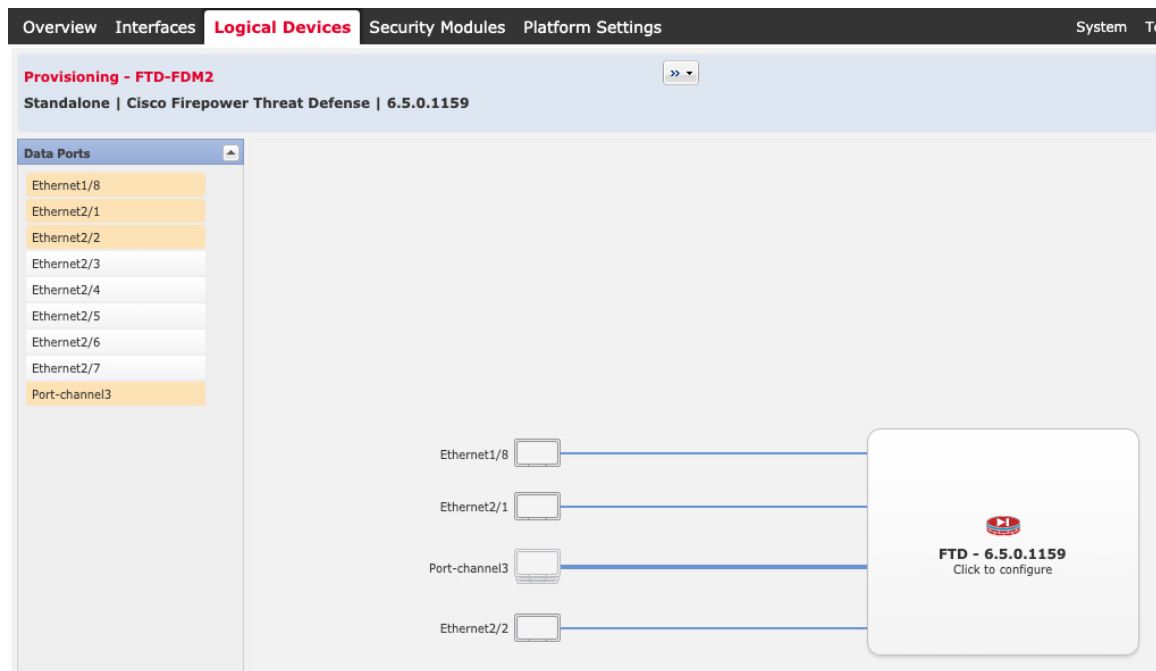 Overview Interfaces Logical Devices Security Modules Platform Settings System
Provisioning - FTD-FDM2
Standalone | Cisco Firepower Threat Defense | 6.5.0.1159
Data Ports
Ethernet1/8
Ethernet2/1
Ethernet2/2
Ethernet2/3
Ethernet2/4
Ethernet2/5
Ethernet2/6
Ethernet2/7
Port-channel3
Ethernet1/8
Ethernet2/1
Port-channel3
Ethernet2/2
FTD - 6.5.0.1159
Click to configure